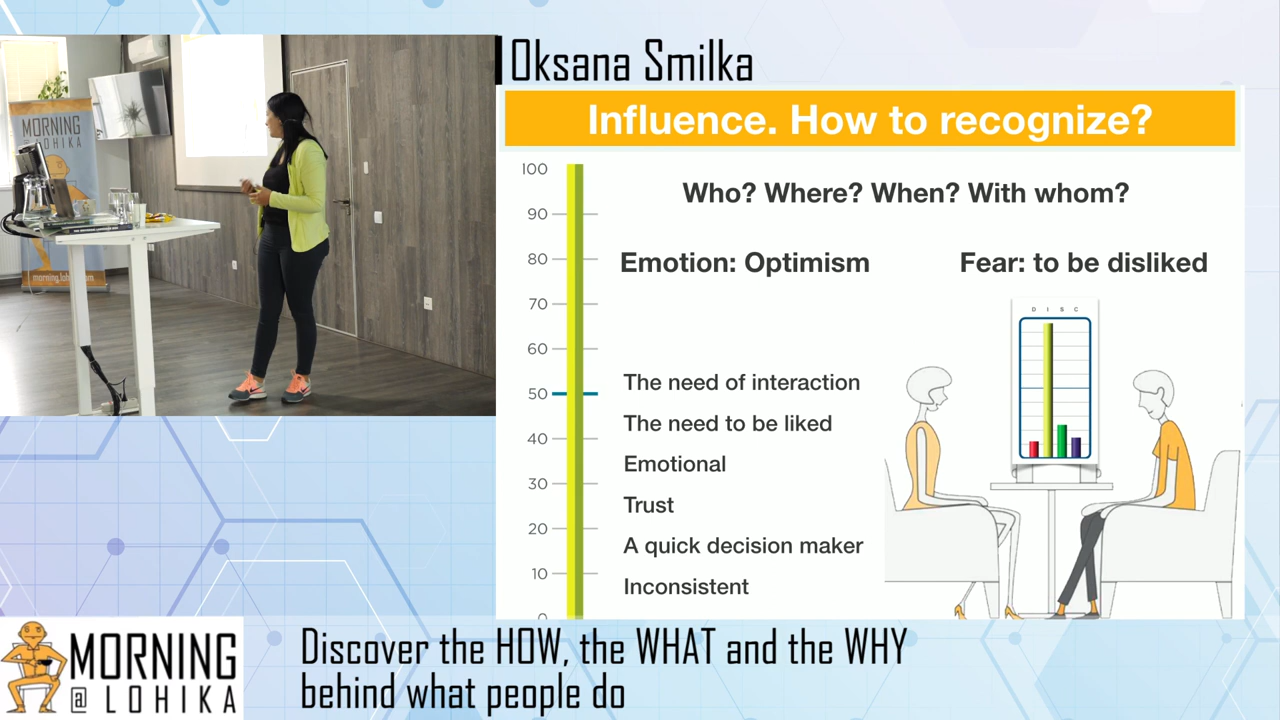 Oksana Smilka
Influence. How to recognize?
MORNING
morning.loh
100
90
80
70
60
50
40
30
20
10
0
Who? Where? When? With whom?
Emotion: Optimism
Fear: to be disliked
D I S C
The need of interaction
The need to be liked
Emotional
Trust
A quick decision maker
Inconsistent
MORNING
@ LOHIKA
Discover the HOW, the WHAT and the WHY
behind what people do